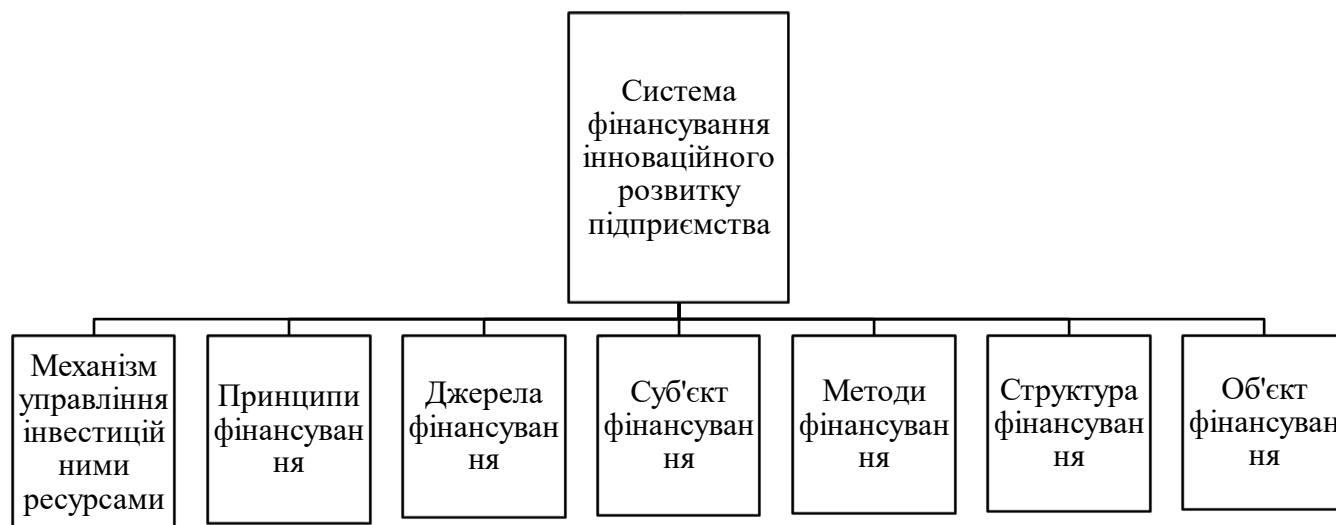 Система
фінансування
інноваційного
розвитку
підприємства
Механізм
управління
інвестицій
ними
ресурсами
Принципи
фінансуван
ня
Джерела
фінансуван
ня
Суб'єкт
фінансуван
ня
Методи
фінансуван
ня
Структура
фінансуван
ня
Об'єкт
фінансуван
ня